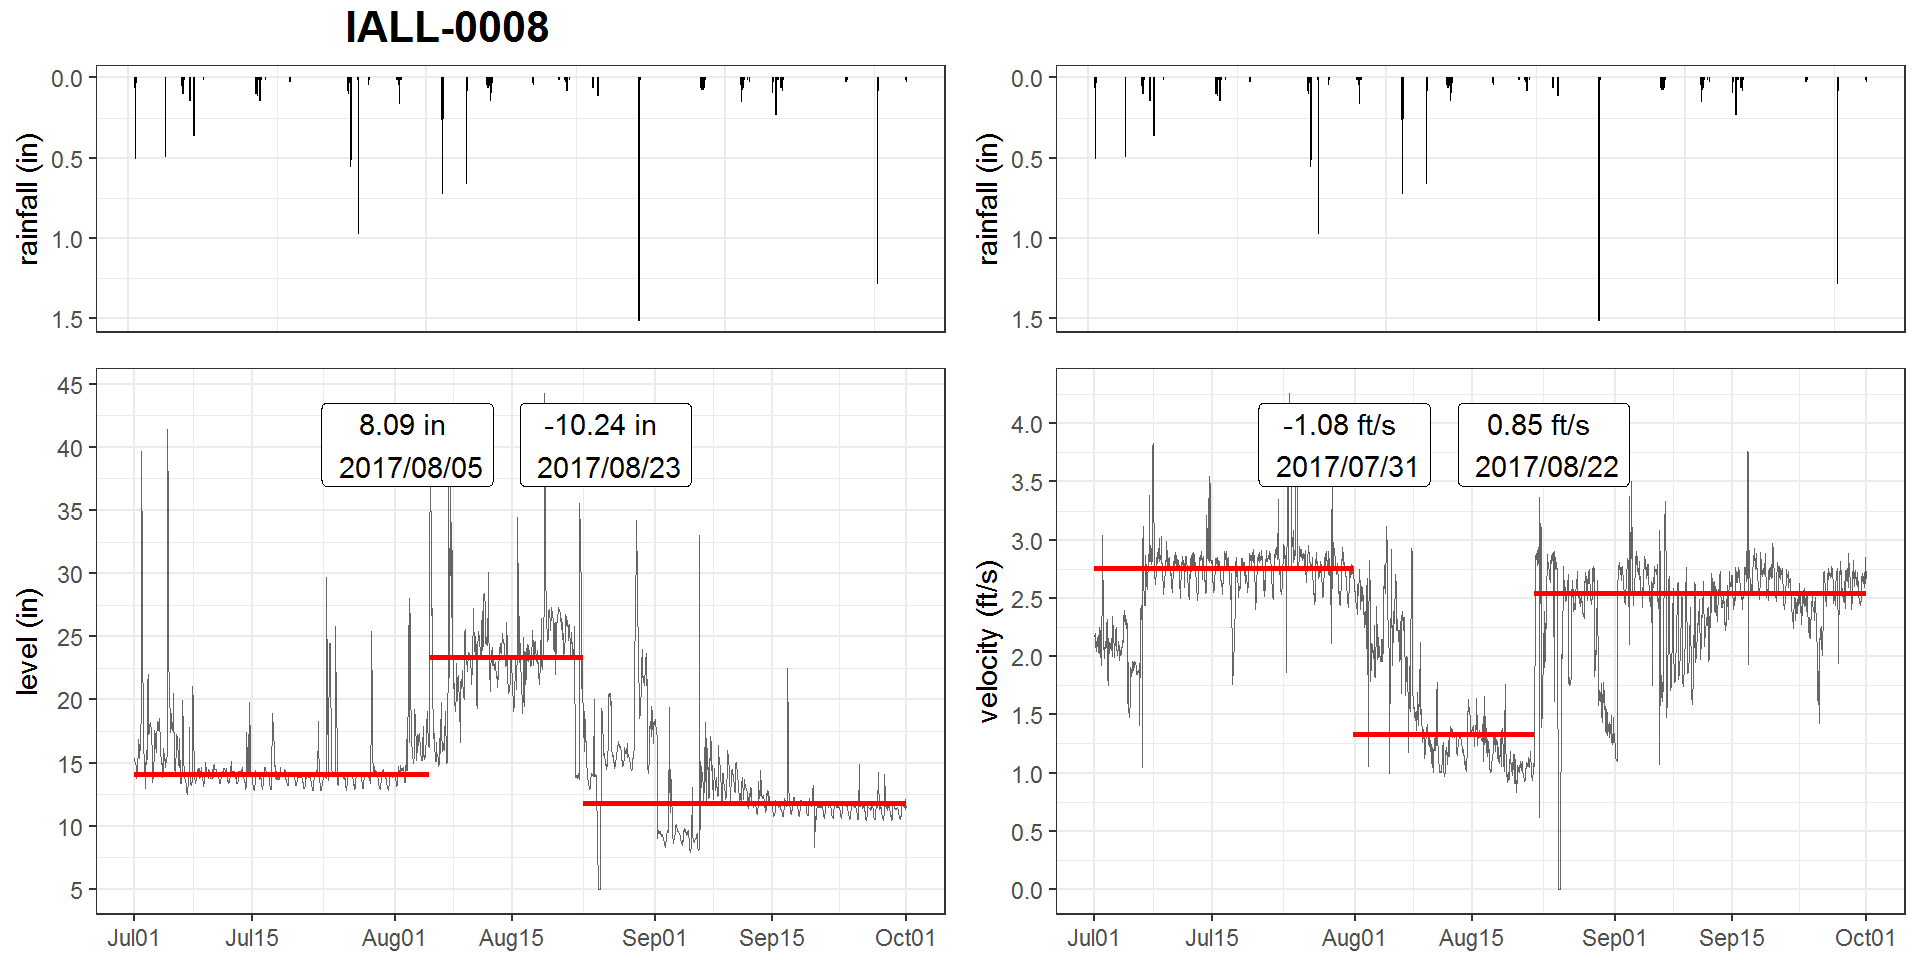 IALL-0008
rainfall (in)
0.0
0.5
1.0
1.5
rainfall (in)
0.0
0.5
1.0
1.5
level (in)
45
40
35
30
25
20
15
10
5
8.09 in
2017/08/05
-10.24 in
2017/08/23
Jul01 Jul15 Aug01 Aug15 Sep01 Sep15 Oct01
velocity (ft/s)
4.0
3.5
3.0
2.5
2.0
1.5
1.0
0.5
0.0
-1.08 ft/s
2017/07/31
0.85 ft/s
2017/08/22
Jul01 Jul15 Aug01 Aug15 Sep01 Sep15 Oct01